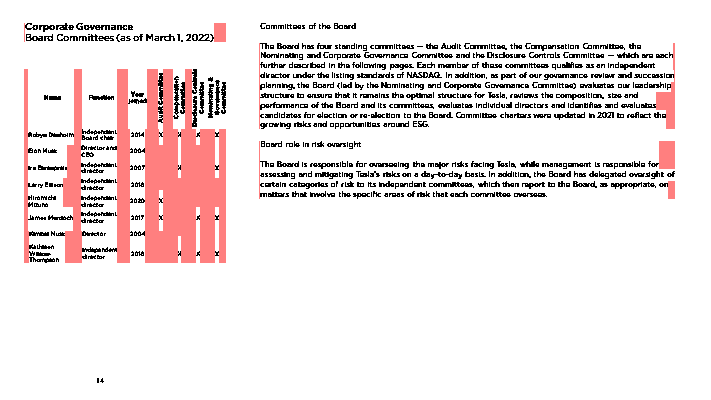 Corporate Governance
Board Committees (as of March 1, 2022)
Name Function Year joined Audit Committee Compensation Committee Disclosure Controls Committee Nominating & Governance Committee
Robyn Denholm Independent Board chair 2014 X X X X
Elon Musk Director and CEO 2004
Ira Ehrenpreis Independent director 2007 X X
Larry Ellison Independent director 2018
Hiromichi Mizuno Independent director 2020 X
James Murdoch Independent director 2017 X X X
Kimbal Musk Director 2004
Kathleen Wilson-Thompson Independent director 2018 X X X
14
Committees of the Board
The Board has four standing committees — the Audit Committee, the Compensation Committee, the
Nominating and Corporate Governance Committee and the Disclosure Controls Committee — which are each
further described in the following pages. Each member of these committees qualifies as an independent
director under the listing standards of NASDAQ. In addition, as part of our governance review and succession
planning, the Board (led by the Nominating and Corporate Governance Committee) evaluates our leadership
structure to ensure that it remains the optimal structure for Tesla, reviews the composition, size and
performance of the Board and its committees, evaluates individual directors and identifies and evaluates
candidates for election or re-election to the Board. Committee charters were updated in 2021 to reflect the
growing risks and opportunities around ESG.
Board role in risk oversight
The Board is responsible for overseeing the major risks facing Tesla, while management is responsible for
assessing and mitigating Tesla's risks on a day-to-day basis. In addition, the Board has delegated oversight of
certain categories of risk to its independent committees, which then report to the Board, as appropriate, on
matters that involve the specific areas of risk that each committee oversees.